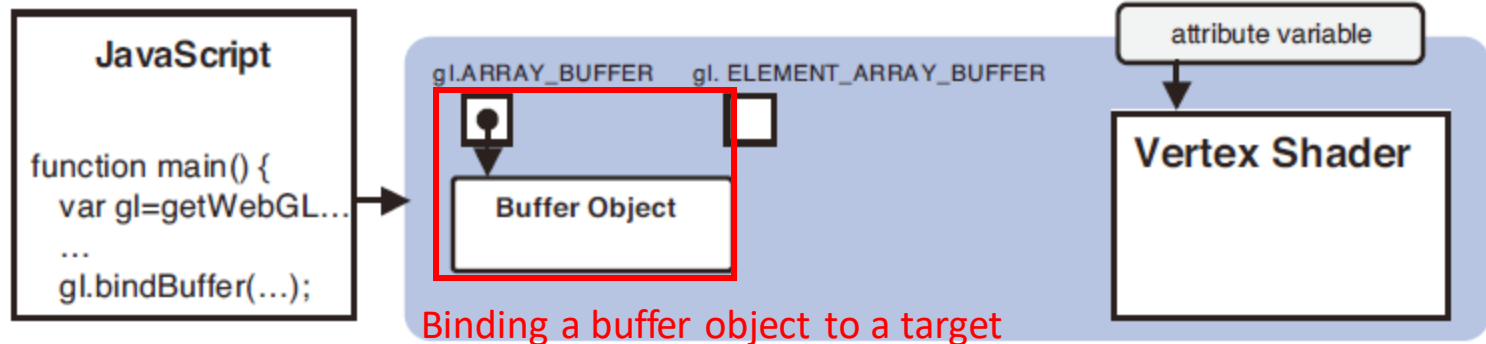 JavaScript
function main() {
var gl=getWebGL...
...
gl.bindBuffer(...);
gl.ARRAY_BUFFER
gl. ELEMENT_ARRAY_BUFFER
Buffer Object
Binding a buffer object to a target
attribute variable
Vertex Shader